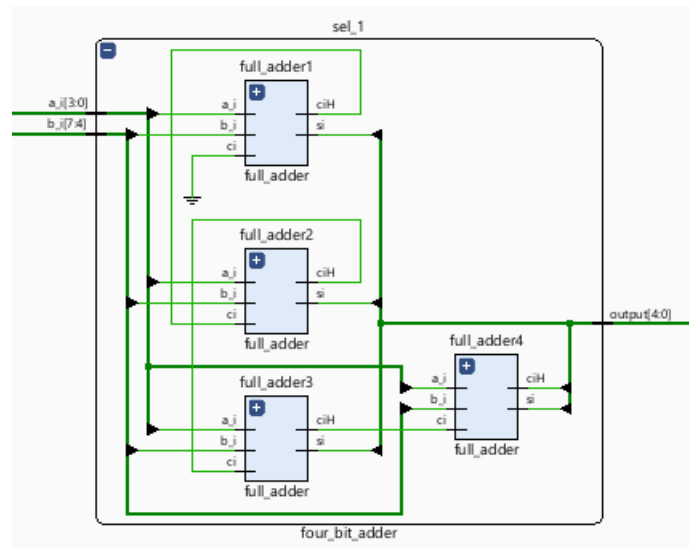 sel_1
full_adder1
a_i[3:0]
a_i
ciH
b_i[7:4]
b_i
si
ci
full_adder
full_adder2
a_i
ciH
b_i
si
ci
full_adder
output[4:0]
full_adder4
a_i
ciH
b_i
si
ci
full_adder
full_adder3
a_i
ciH
b_i
si
ci
full_adder
four_bit_adder